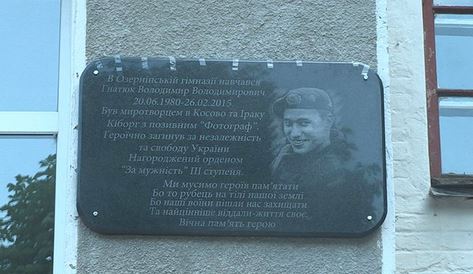 В Озернінській гімназії навчався
Гнатюк Володимир Володимирович
20.06.1980-26.02.2015
Був миротворцем в Косово та Іраку
Кіборг з позивним "Фотограф".
Героїчно загинув за незалежність
та свободу України
Нагороджений орденом
"За мужність" III ступеня.
Ми мусимо героїв пам'ятати
Бо то рубець на тілі нашої землі
Бо наші воїни пішли нас захищати
Та найцінніше віддали-життя своє.
Вічна пам'ять герою